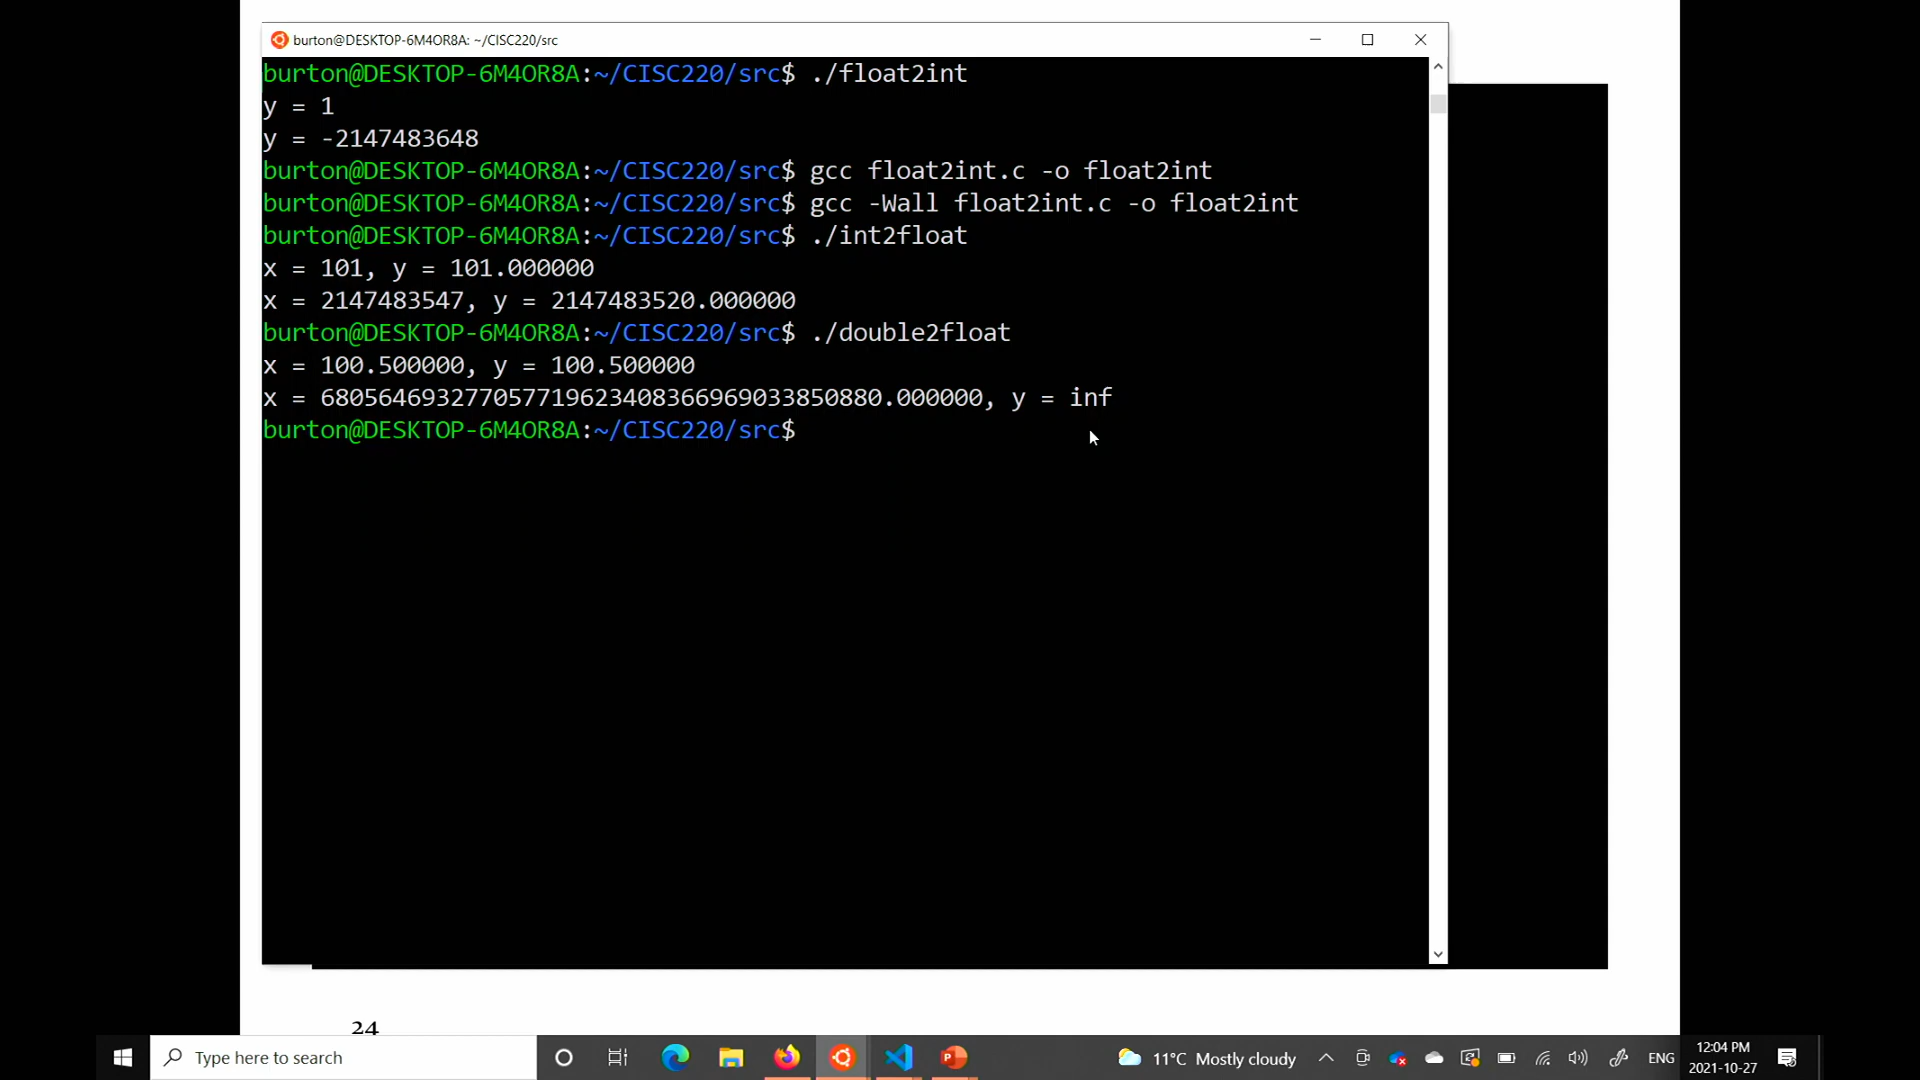 burton@DESKTOP-6M4OR8A: ~/CISC220/src
burton@DESKTOP-6M4OR8A:~/CISC220/src$ ./float2int
y = 1
y = -2147483648
burton@DESKTOP-6M4OR8A:~/CISC220/src$ gcc float2int.c -o float2int
burton@DESKTOP-6M4OR8A:~/CISC220/src$ gcc -Wall float2int.c -o float2int
burton@DESKTOP-6M4OR8A:~/CISC220/src$ ./int2float
x = 101, y = 101.000000
x = 2147483547, y = 2147483520.000000
burton@DESKTOP-6M4OR8A:~/CISC220/src$ ./double2float
x = 100.500000, y = 100.500000
x = 680564693277057719623408366969033850880.000000, y = inf
burton@DESKTOP-6M4OR8A:~/CISC220/src$
24
Type here to search
11°C Mostly cloudy
ENG
12:04 PM
2021-10-27